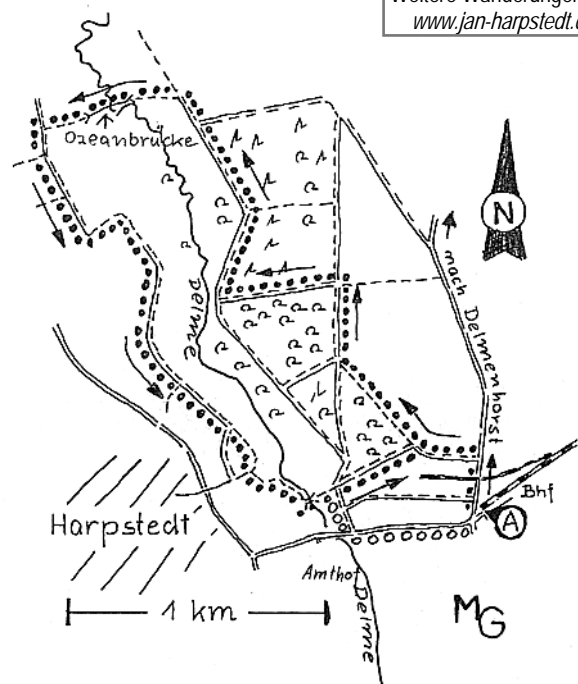 Weitere Wanderungen
www.jan-harpstedt.d
Ozeanbrücke
N
Delme
nach Delmenhorst
Bhf
A
Harpstedt
Amthof
Delme
1 km
MG